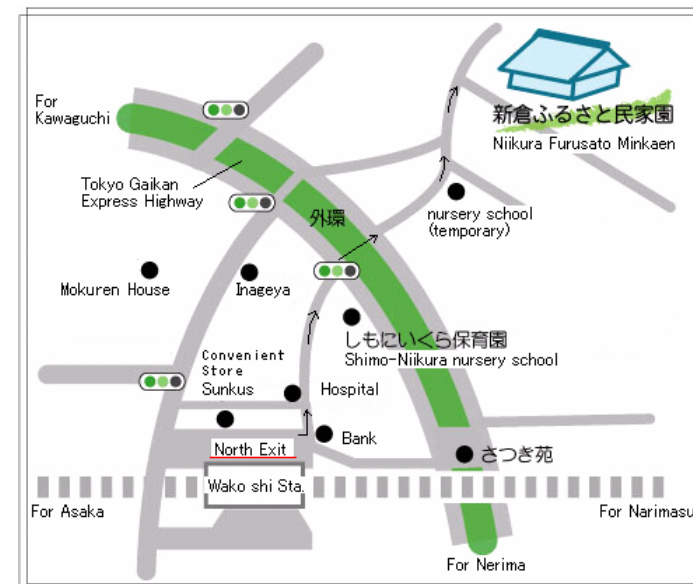 For
Kawaguchi
新倉ふるさと民家園
Niikura Furusato Minkaen
Tokyo Gaikan
Express Highway
外環
nursery school
(temporary)
Mokuren House
Inageya
しもにいくら保育園
Shimo-Niikura nursery school
Convenient
Store
Sunkus
Hospital
North Exit
Bank
さつき苑
Wako shi Sta.
For Asaka
For Narimasu
For Nerima